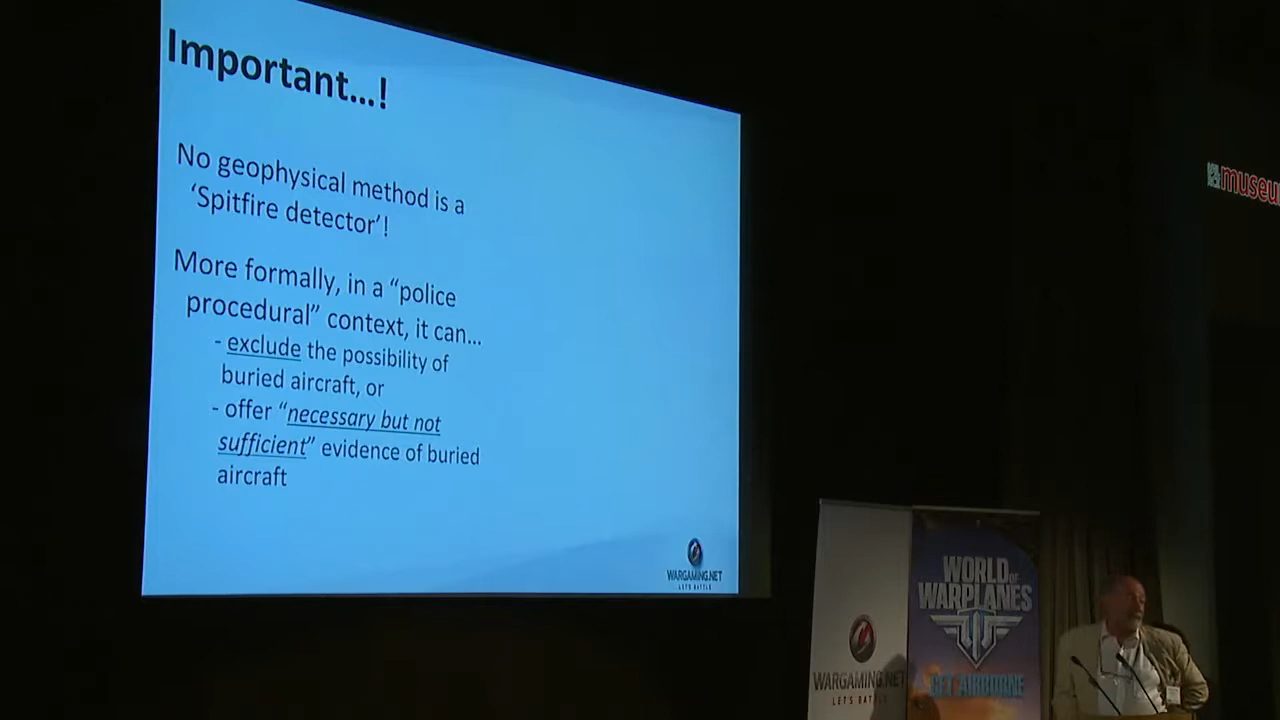 Important...!
No geophysical method is a
‘Spitfire detector’!
More formally, in a “police
procedural” context, it can...
- exclude the possibility of
buried aircraft, or
- offer “necessary but not
sufficient” evidence of buried
aircraft
WARGAMING.NET
LET'S BATTLE
museu
WORLD OF
WARPLANES
GET AIRBORNE
WARGAMING.NET
LET'S BATTLE